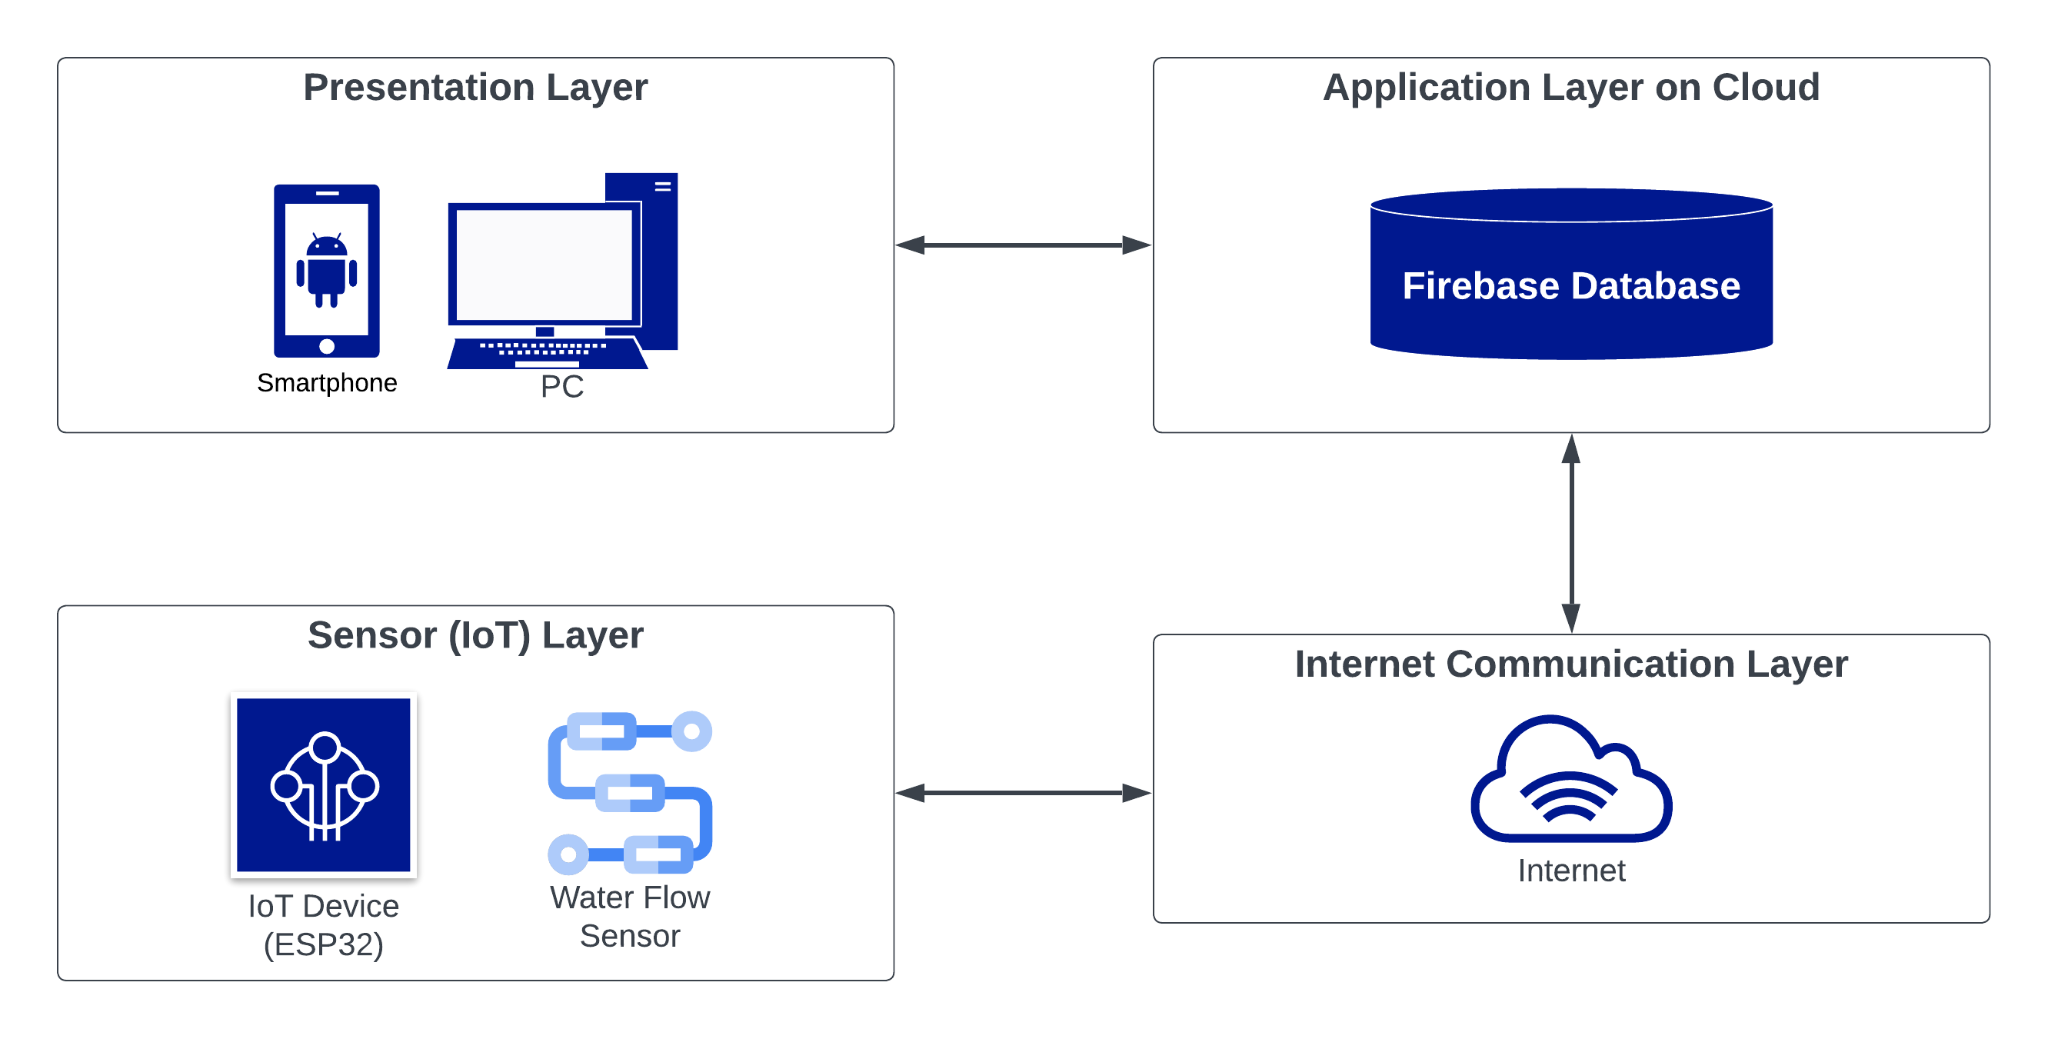 Presentation Layer
Smartphone
PC
Application Layer on Cloud
Firebase Database
Sensor (IoT) Layer
IoT Device
(ESP32)
Water Flow
Sensor
Internet Communication Layer
Internet